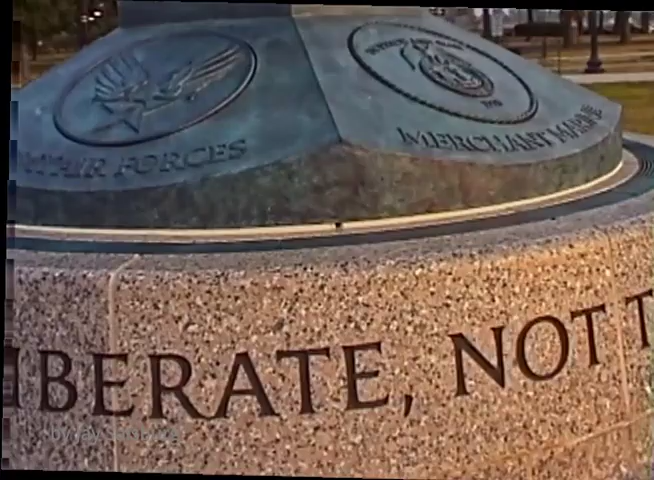 AIR FORCES
MERCHANT MARINE
IBERATE, NOT T